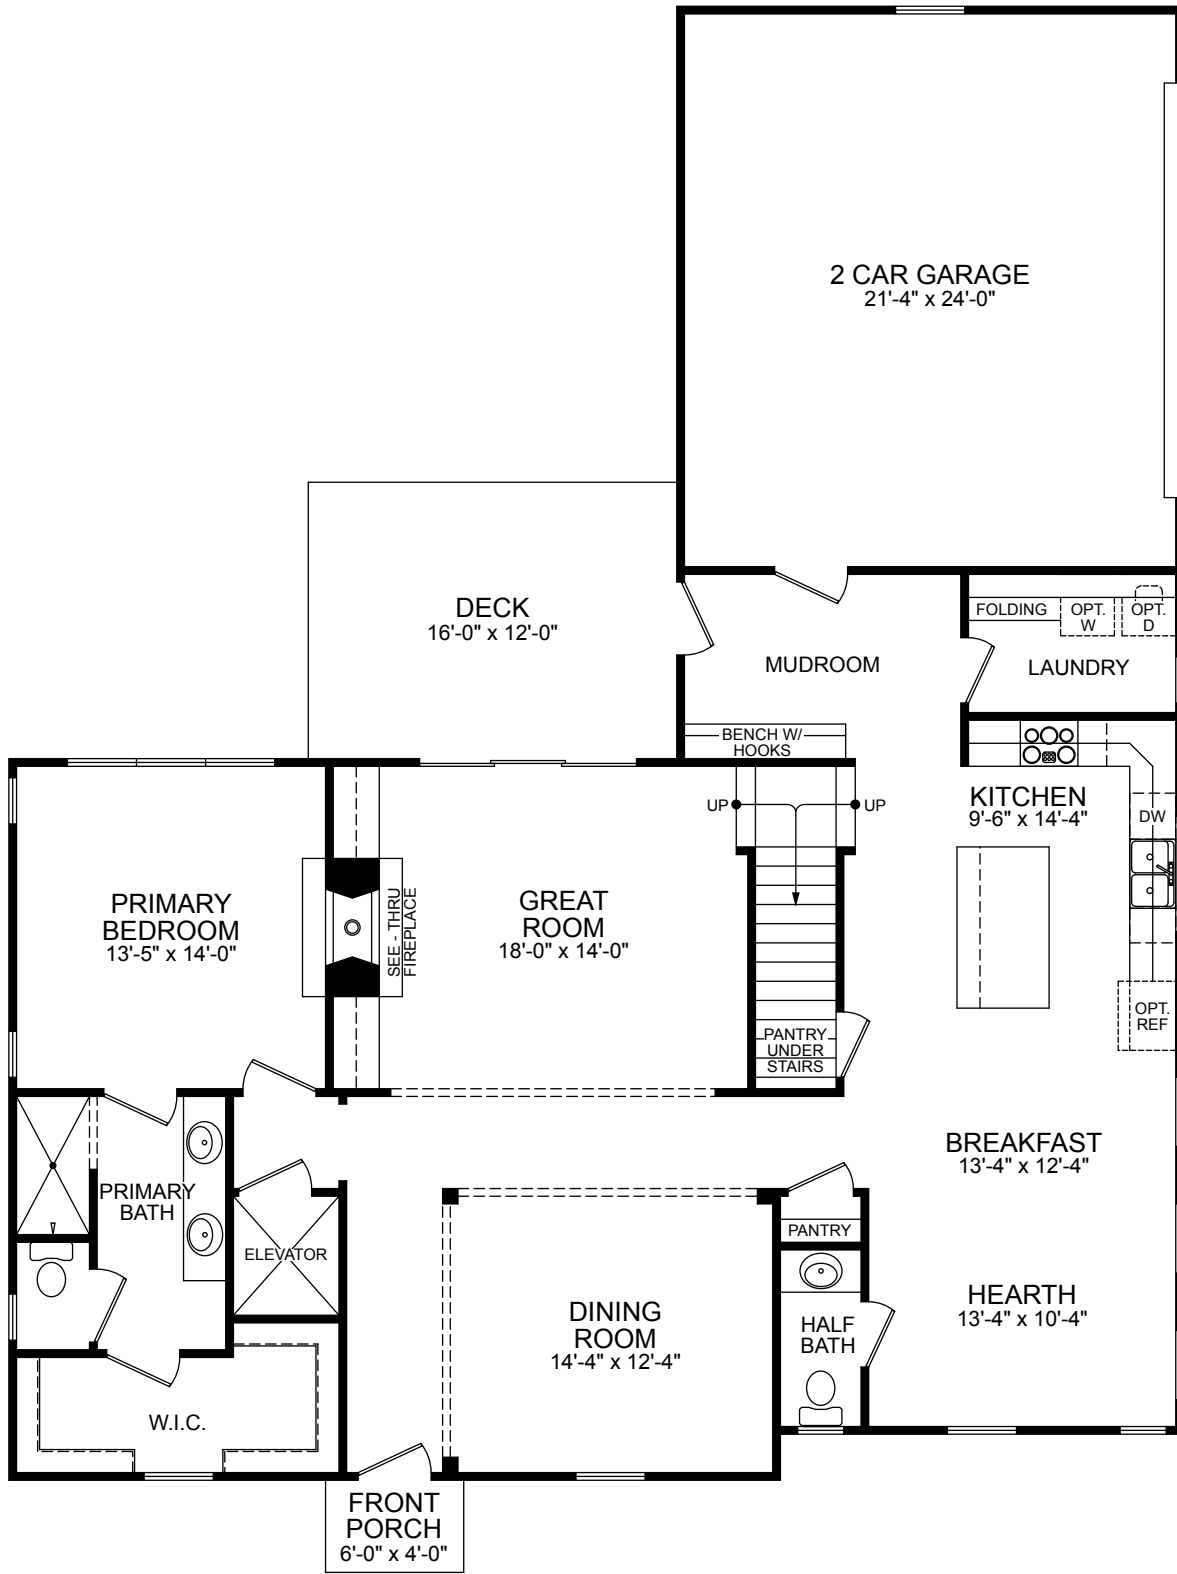 2 CAR GARAGE
21'-4" x 24'-0"
DECK
16'-0" x 12'-0"
MUDROOM
FOLDING
OPT.
W
OPT.
D
LAUNDRY
BENCH W/
HOOKS
UP
UP
KITCHEN
9'-6" x 14'-4"
DW
OPT.
REF
PRIMARY
BEDROOM
13'-5" x 14'-0"
SEE - THRU
FIREPLACE
GREAT
ROOM
18'-0" x 14'-0"
PANTRY
UNDER
STAIRS
BREAKFAST
13'-4" x 12'-4"
PRIMARY
BATH
ELEVATOR
PANTRY
HEARTH
13'-4" x 10'-4"
DINING
ROOM
14'-4" x 12'-4"
HALF
BATH
W.I.C.
FRONT
PORCH
6'-0" x 4'-0"